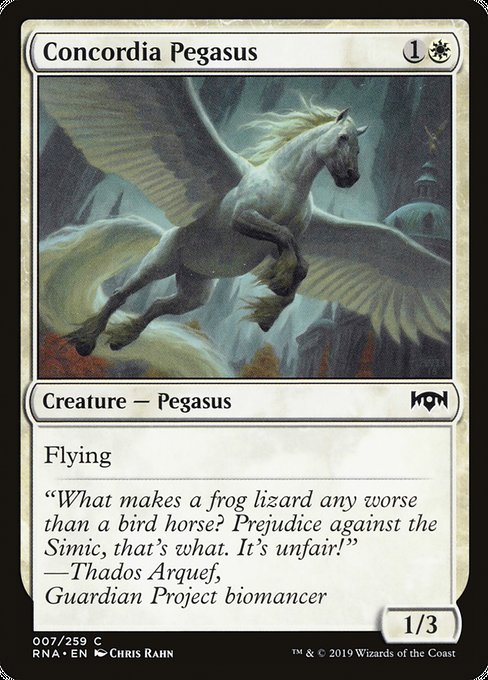 Concordia Pegasus 1
Creature — Pegasus
Flying
“What makes a frog lizard any worse
than a bird horse? Prejudice against the
Simic, that’s what. It’s unfair!”
—Thados Arquef,
Guardian Project biomancer
1/3
007/259 C
RNA • EN Chris Rahn
™ & © 2019 Wizards of the Coast